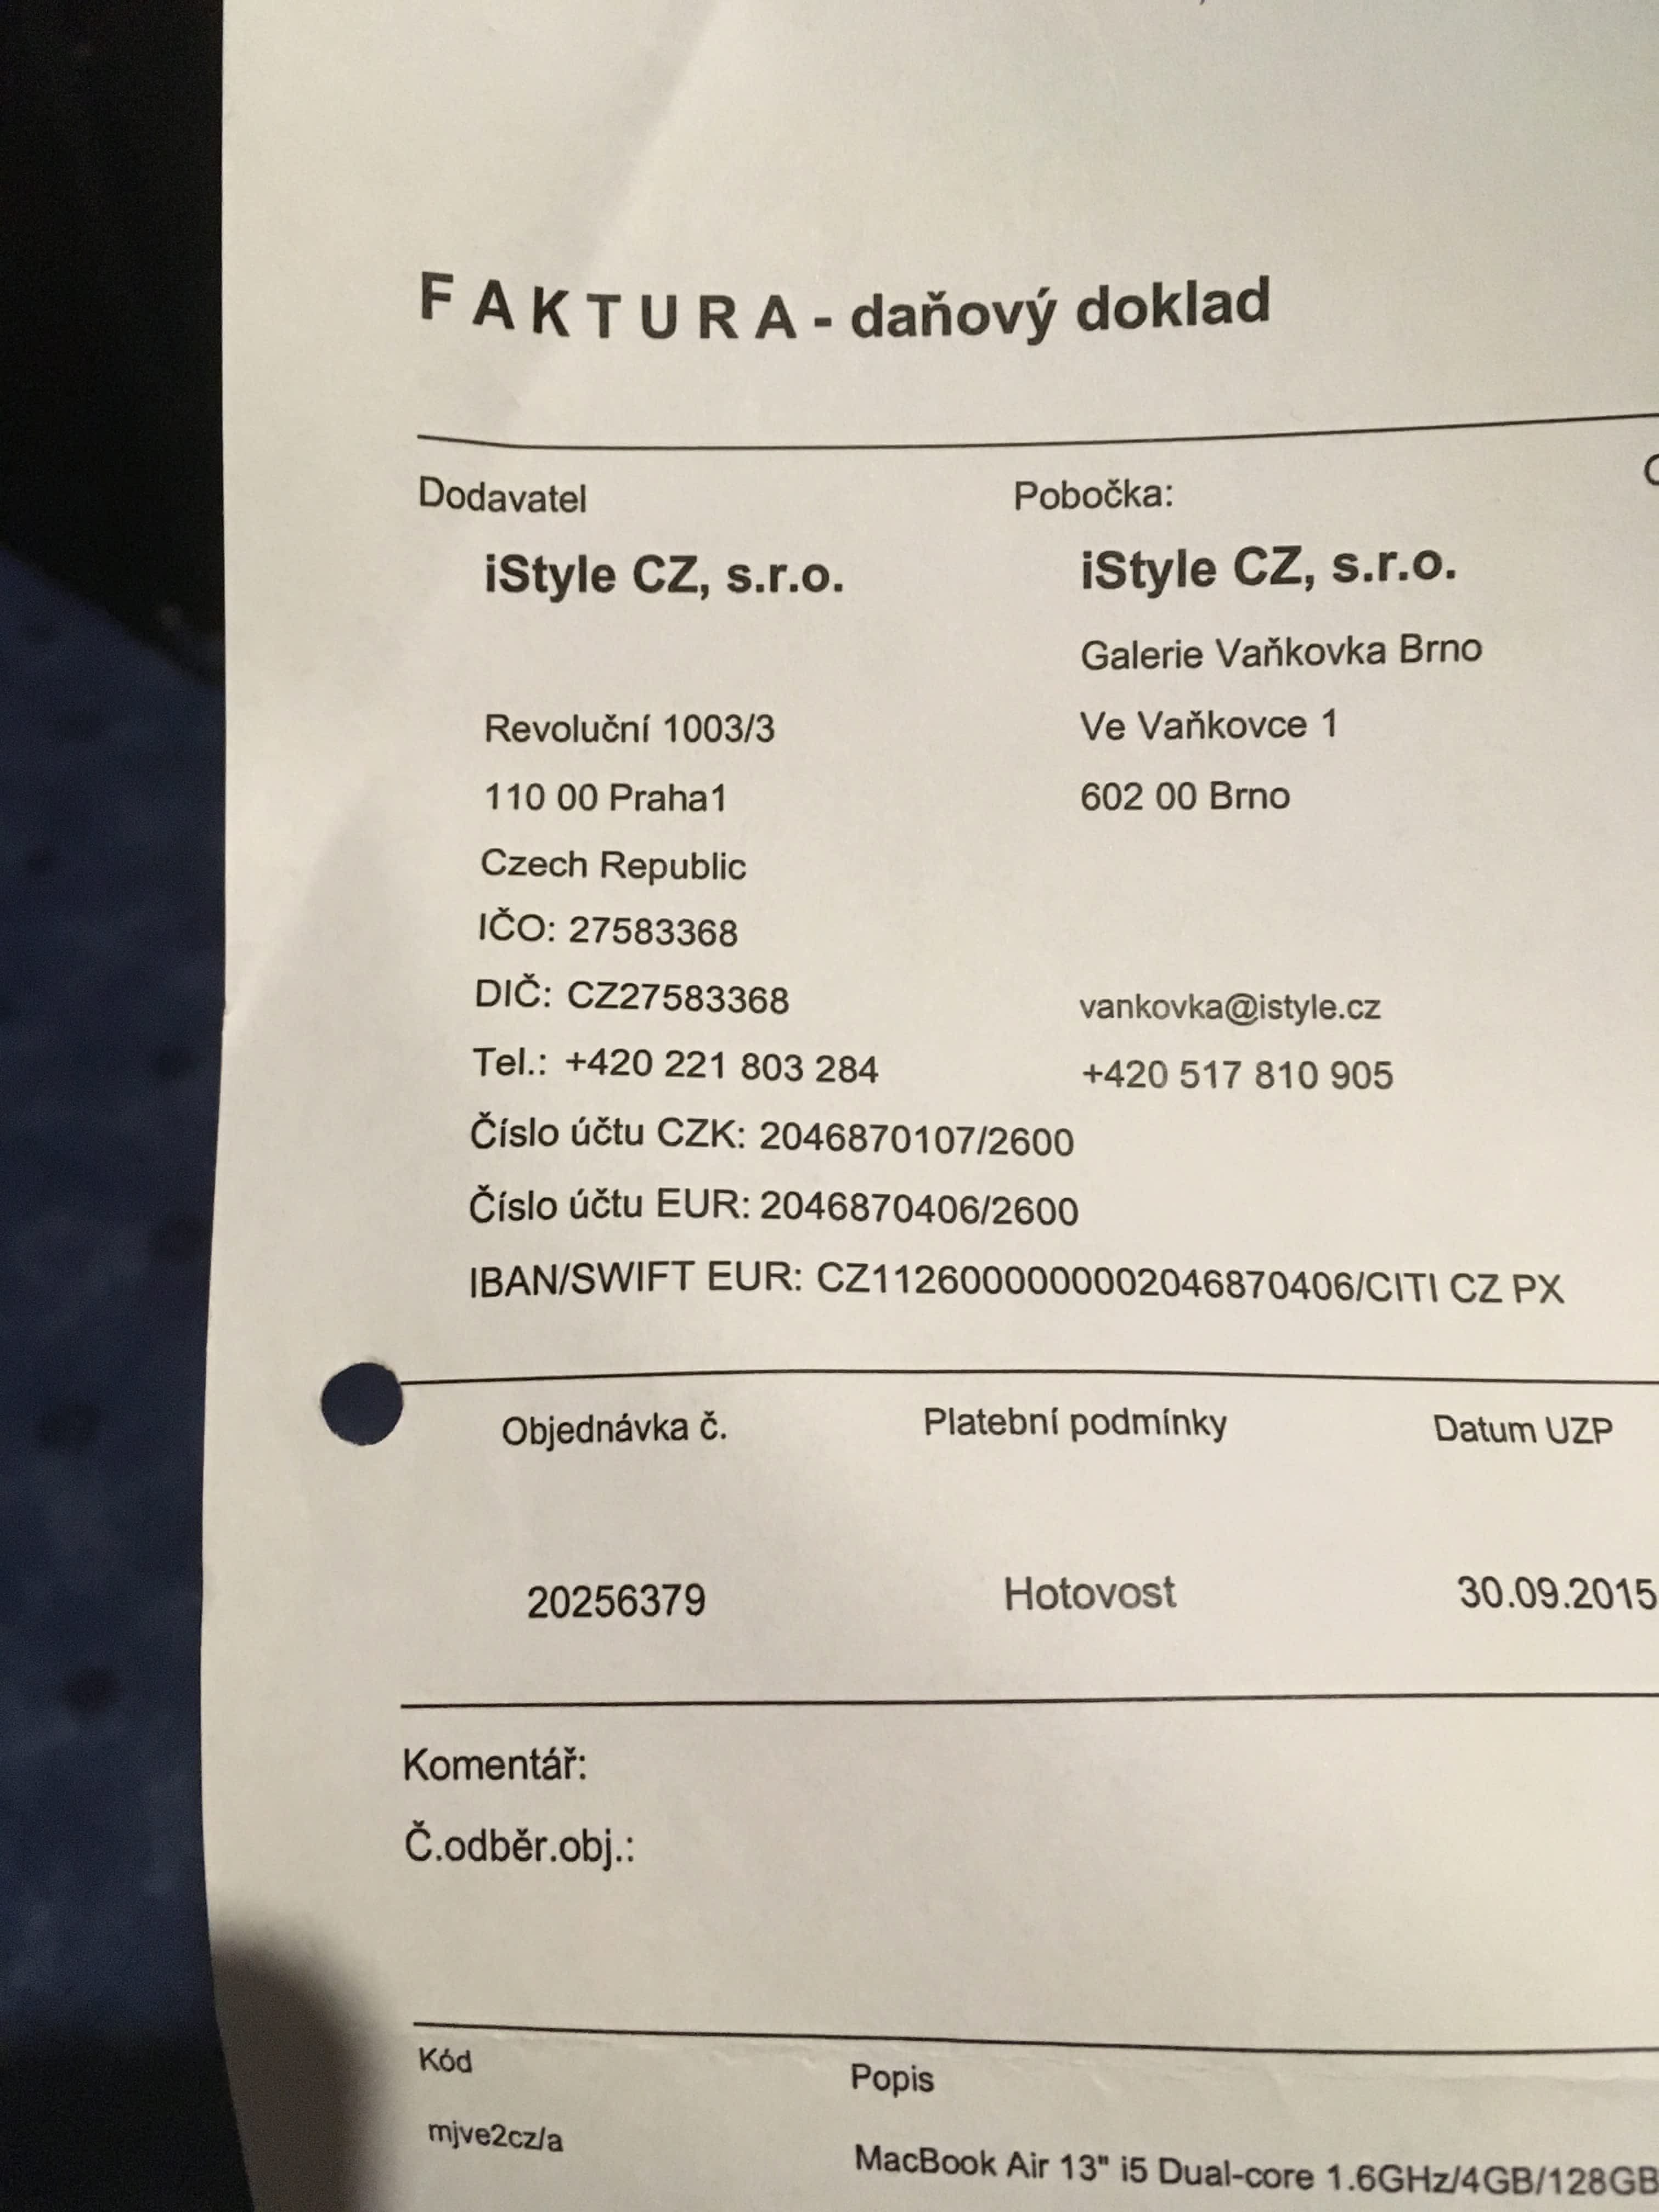 FAKTURA - daňový doklad
Dodavatel
iStyle CZ, s.r.o.
Revoluční 1003/3
110 00 Praha1
Czech Republic
IČO: 27583368
DIČ: CZ27583368
Tel.: +420 221 803 284
Číslo účtu CZK: 2046870107/2600
Číslo účtu EUR: 2046870406/2600
IBAN/SWIFT EUR: CZ1126000000002046870406/CITI CZ PX
Pobočka:
iStyle CZ, s.r.o.
Galerie Vaňkovka Brno
Ve Vaňkovce 1
602 00 Brno
vankovka@istyle.cz
+420 517 810 905
Objednávka č. Platební podmínky Datum UZP
20256379 Hotovost 30.09.2015
Komentář:
Č.odběr.obj.:
Kód Popis
mjve2cz/a MacBook Air 13" i5 Dual-core 1.6GHz/4GB/128GB